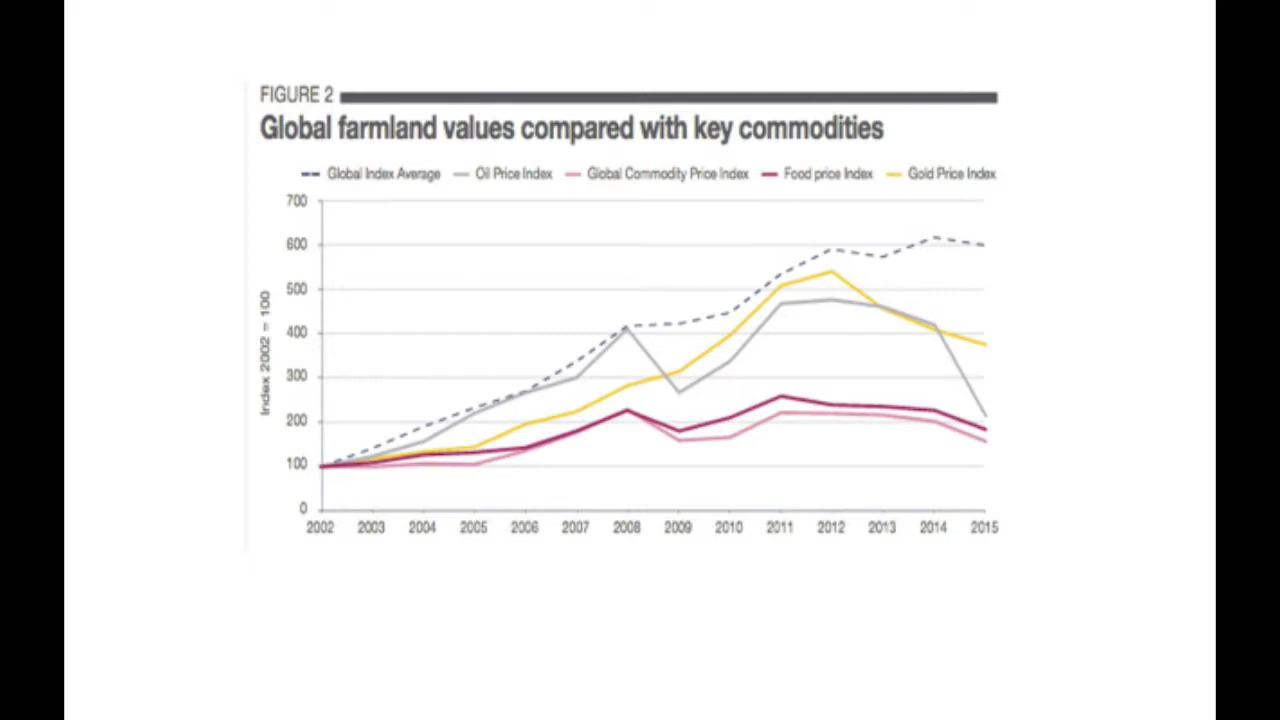 FIGURE 2
Global farmland values compared with key commodities
Global Index Average Oil Price Index Global Commodity Price Index Food price Index Gold Price Index
700
600
500
400
300
200
100
0
Index 2002 = 100
2002 2003 2004 2005 2006 2007 2008 2009 2010 2011 2012 2013 2014 2015